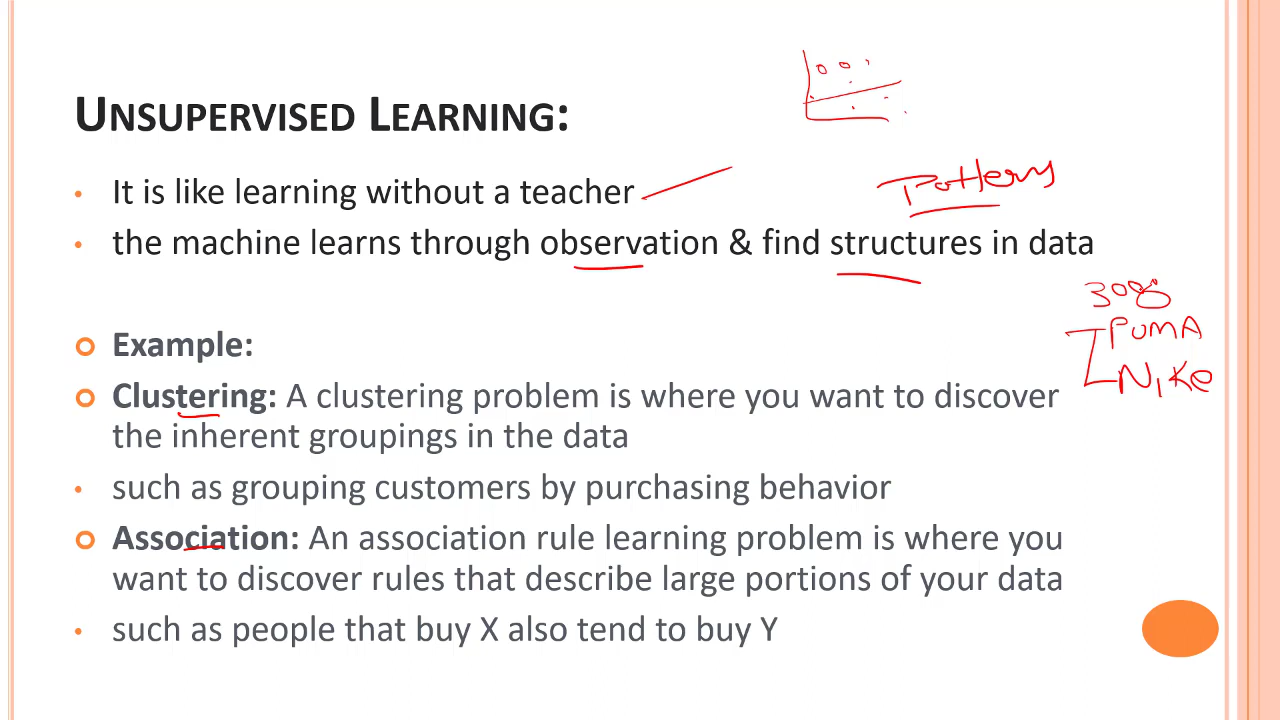 UNSUPERVISED LEARNING:
• It is like learning without a teacher
Pattern
• the machine learns through observation & find structures in data
300
PUMA
NIKe
Example:
Clustering: A clustering problem is where you want to discover
the inherent groupings in the data
• such as grouping customers by purchasing behavior
Association: An association rule learning problem is where you
want to discover rules that describe large portions of your data
• such as people that buy X also tend to buy Y